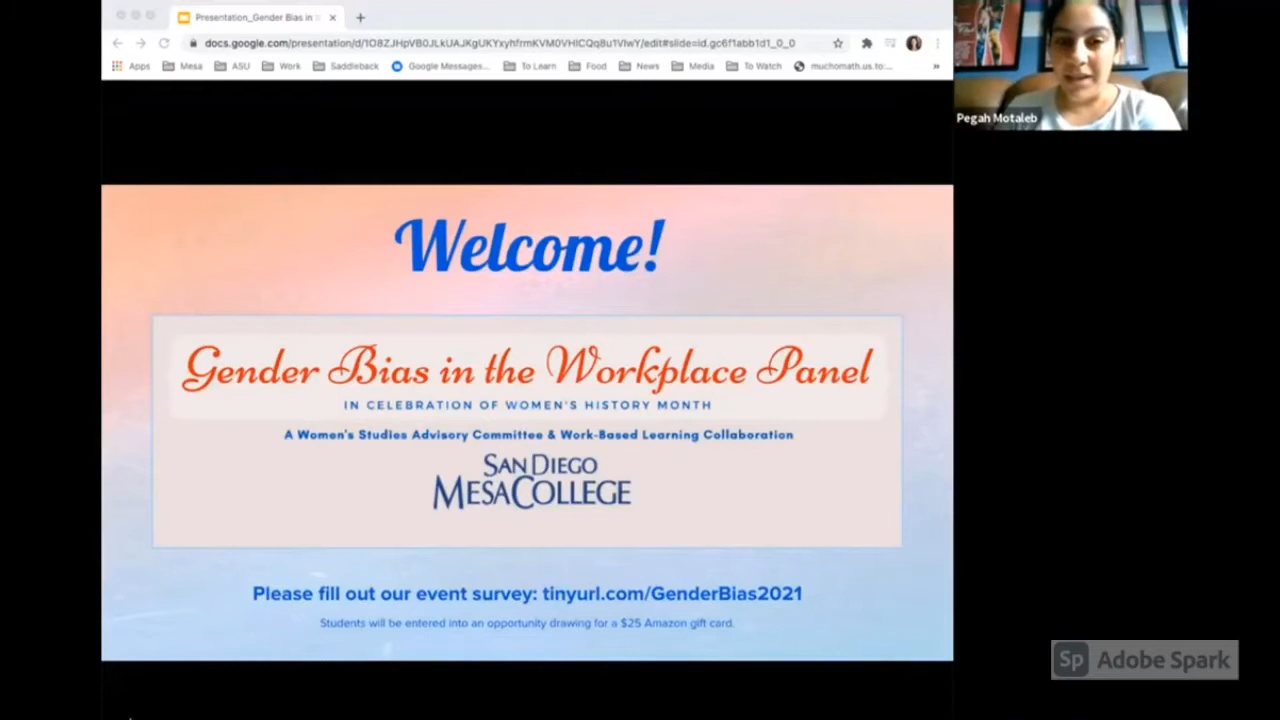 Presentation_Gender Bias in t
docs.google.com/presentation/d/1O8ZJHpVB0JLkUAJKgUKYxyhfrmKVM0VHICQq8u1VIwY/edit#slide=id.gc6f1abb1d1_0_0
Apps Mesa ASU Work Saddleback Google Messages... To Learn Food News Media To Watch muchomath.us.to:... »
Pegah Motaleb
Welcome!
Gender Bias in the Workplace Panel
IN CELEBRATION OF WOMEN'S HISTORY MONTH
A Women's Studies Advisory Committee & Work-Based Learning Collaboration
SAN DIEGO
MESA COLLEGE
Please fill out our event survey: tinyurl.com/GenderBias2021
Students will be entered into an opportunity drawing for a $25 Amazon gift card.
Sp Adobe Spark